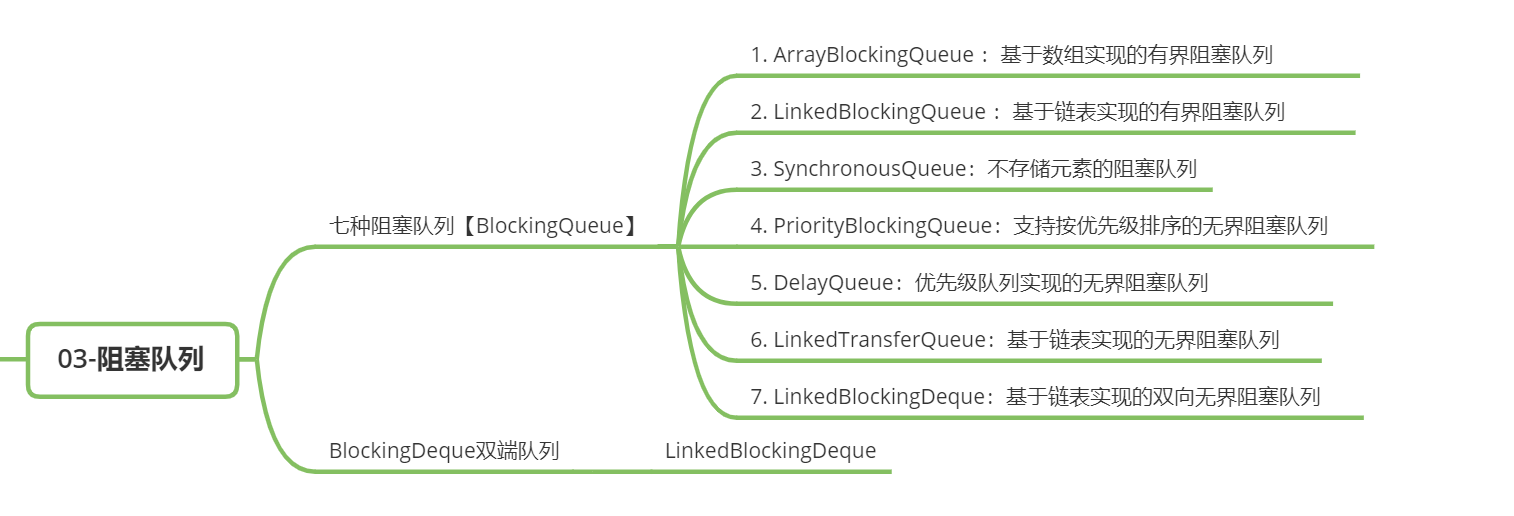 1. ArrayBlockingQueue ：基于数组实现的有界阻塞队列
2. LinkedBlockingQueue ：基于链表实现的有界阻塞队列
3. SynchronousQueue：不存储元素的阻塞队列
七种阻塞队列【BlockingQueue】
4. PriorityBlockingQueue：支持按优先级排序的无界阻塞队列
5. DelayQueue：优先级队列实现的无界阻塞队列
6. LinkedTransferQueue：基于链表实现的无界阻塞队列
03-阻塞队列
7. LinkedBlockingDeque：基于链表实现的双向无界阻塞队列
BlockingDeque双端队列
LinkedBlockingDeque